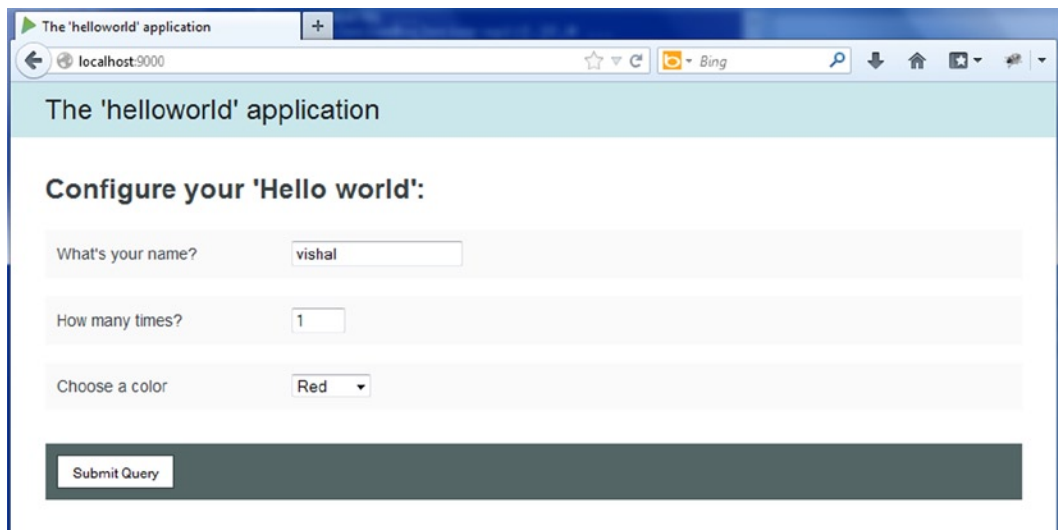 The 'helloworld' application
+
localhost:9000
Bing
The 'helloworld' application
Configure your 'Hello world':
What's your name?
vishal
How many times?
1
Choose a color
Red
Submit Query